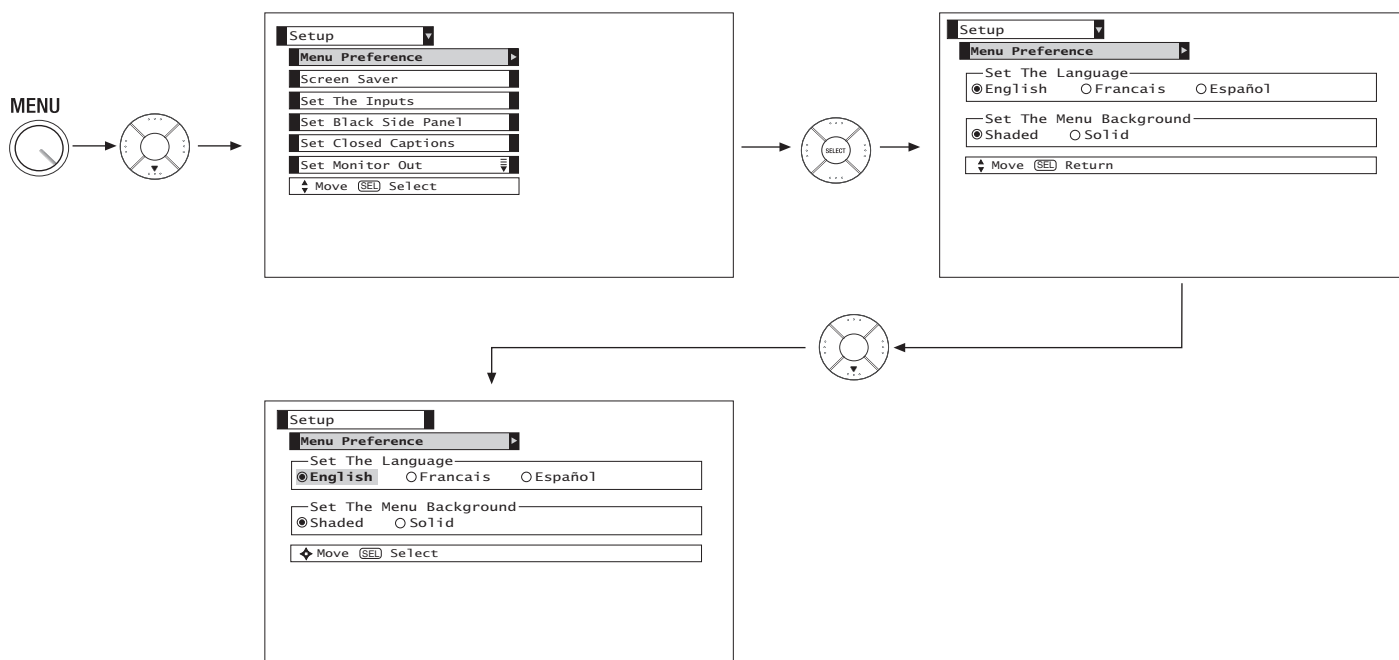 MENU
Setup
Menu Preference
Screen Saver
Set The Inputs
Set Black Side Panel
Set Closed Captions
Set Monitor Out
Move SEL Select
SELECT
Setup
Menu Preference
Set The Language
English Francais Español
Set The Menu Background
Shaded Solid
Move SEL Return
Setup
Menu Preference
Set The Language
English Francais Español
Set The Menu Background
Shaded Solid
Move SEL Select